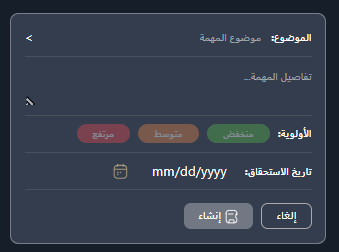 الموضوع: موضوع المهمة >
تفاصيل المهمة...
الأولوية: منخفض متوسط مرتفع
تاريخ الاستحقاق: mm/dd/yyyy
إلغاء إنشاء